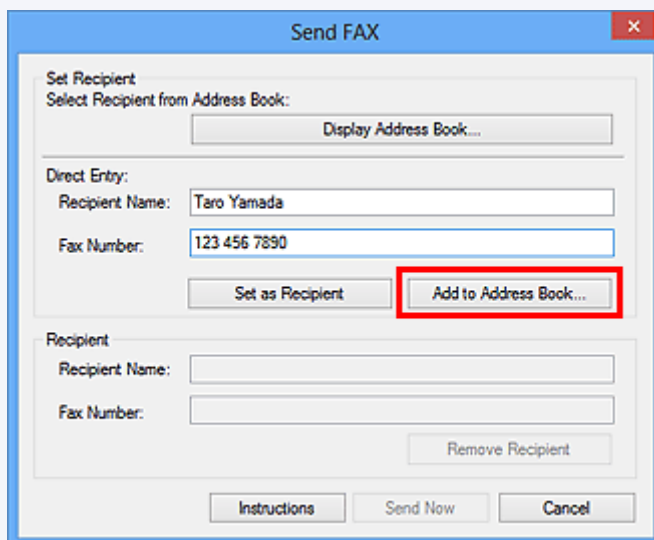 Send FAX
Set Recipient
Select Recipient from Address Book:
Display Address Book...
Direct Entry:
Recipient Name: Taro Yamada
Fax Number: 123 456 7890
Set as Recipient Add to Address Book...
Recipient
Recipient Name:
Fax Number:
Remove Recipient
Instructions Send Now Cancel